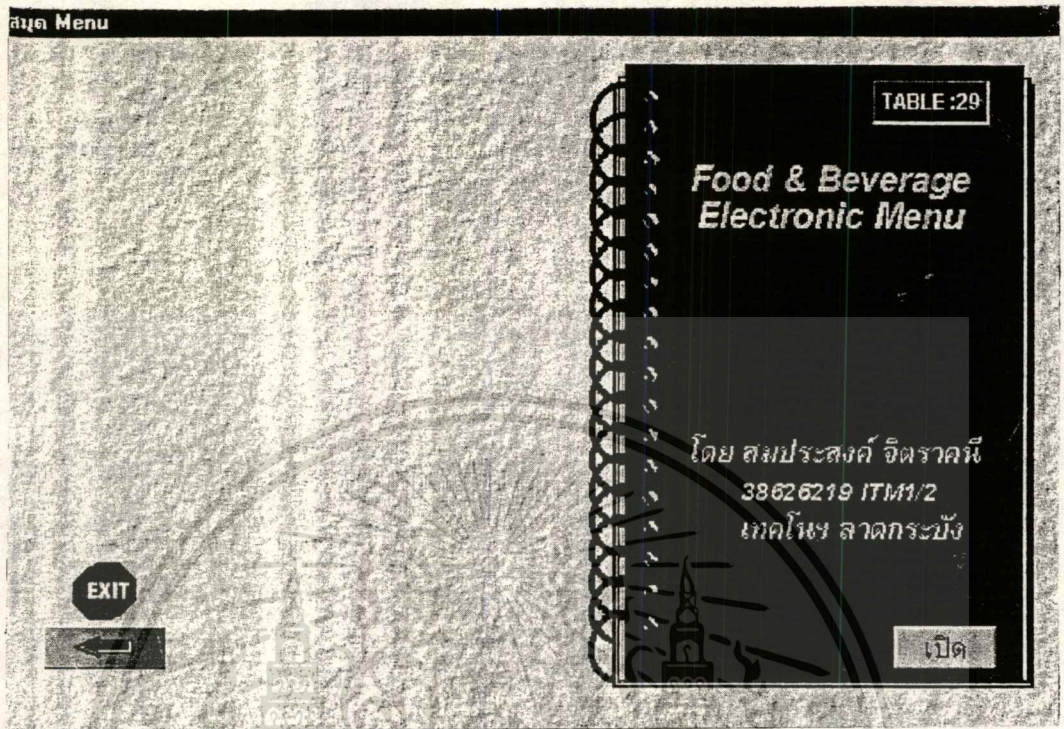 สมุด Menu
TABLE :29
Food & Beverage
Electronic Menu
โดย สมประสงค์ จิตราคนี
38626219 ITM1/2
เทคโนฯ ลาดกระบัง
EXIT
เปิด